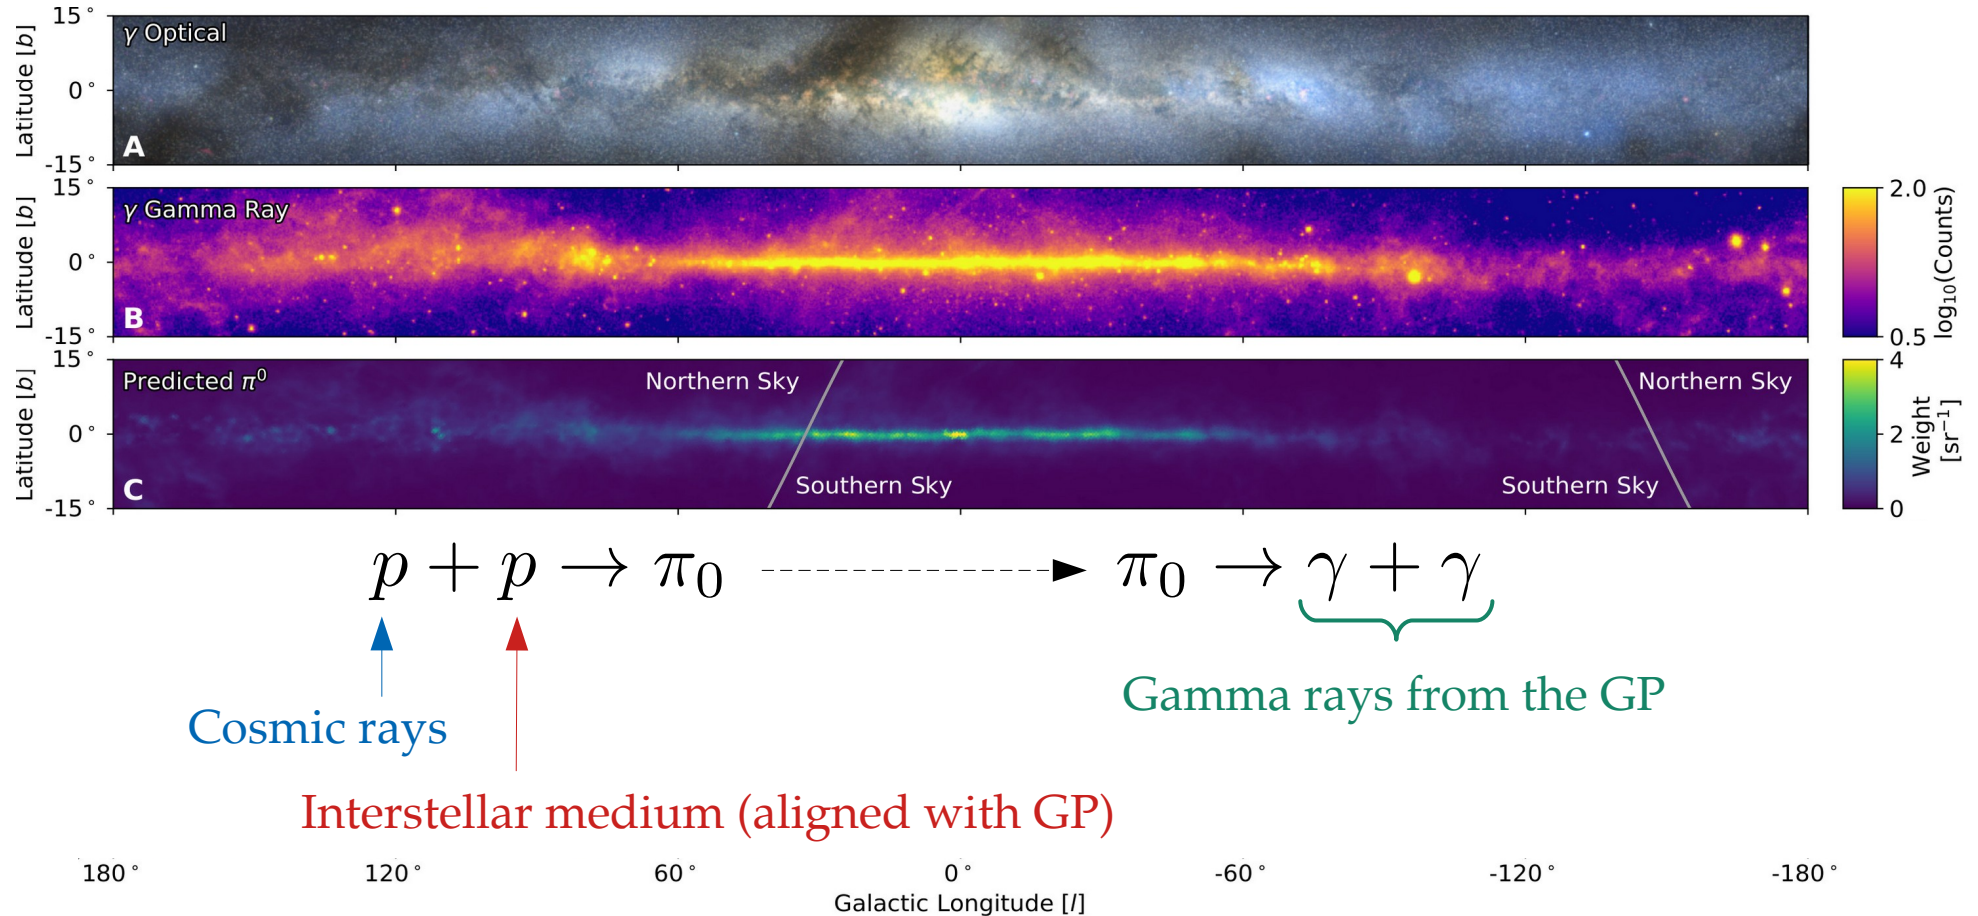 15°
γ Optical
Latitude [b]
0°
A
-15°
15°
γ Gamma Ray
Latitude [b]
0°
B
-15°
2.0
log₁₀(Counts)
0.5
15°
Predicted π⁰
Northern Sky
Northern Sky
Latitude [b]
0°
C
Southern Sky
Southern Sky
-15°
4
2
0
Weight
[sr⁻¹]
p + p → π₀ → π₀ → γ + γ
Cosmic rays
Gamma rays from the GP
Interstellar medium (aligned with GP)
180° 120° 60° 0° -60° -120° -180°
Galactic Longitude [l]